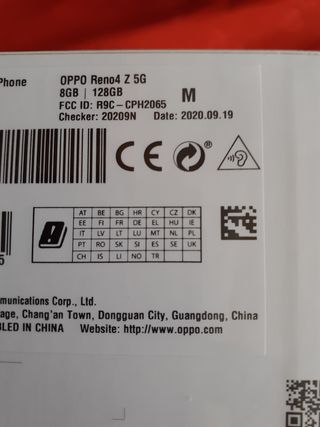 Phone
OPPO Reno4 Z 5G
8GB | 128GB
FCC ID: R9C-CPH2065
M
Checker: 20209N Date: 2020.09.19
CE
AT BE BG HR CY CZ DK
EE FI FR DE EL HU IE
IT LV LT LU MT NL PL
PT RO SK SI ES SE UK
CH IS LI NO TR
5
munications Corp., Ltd.
age, Chang'an Town, Dongguan City, Guangdong, China
BLED IN CHINA Website: http://www.oppo.com